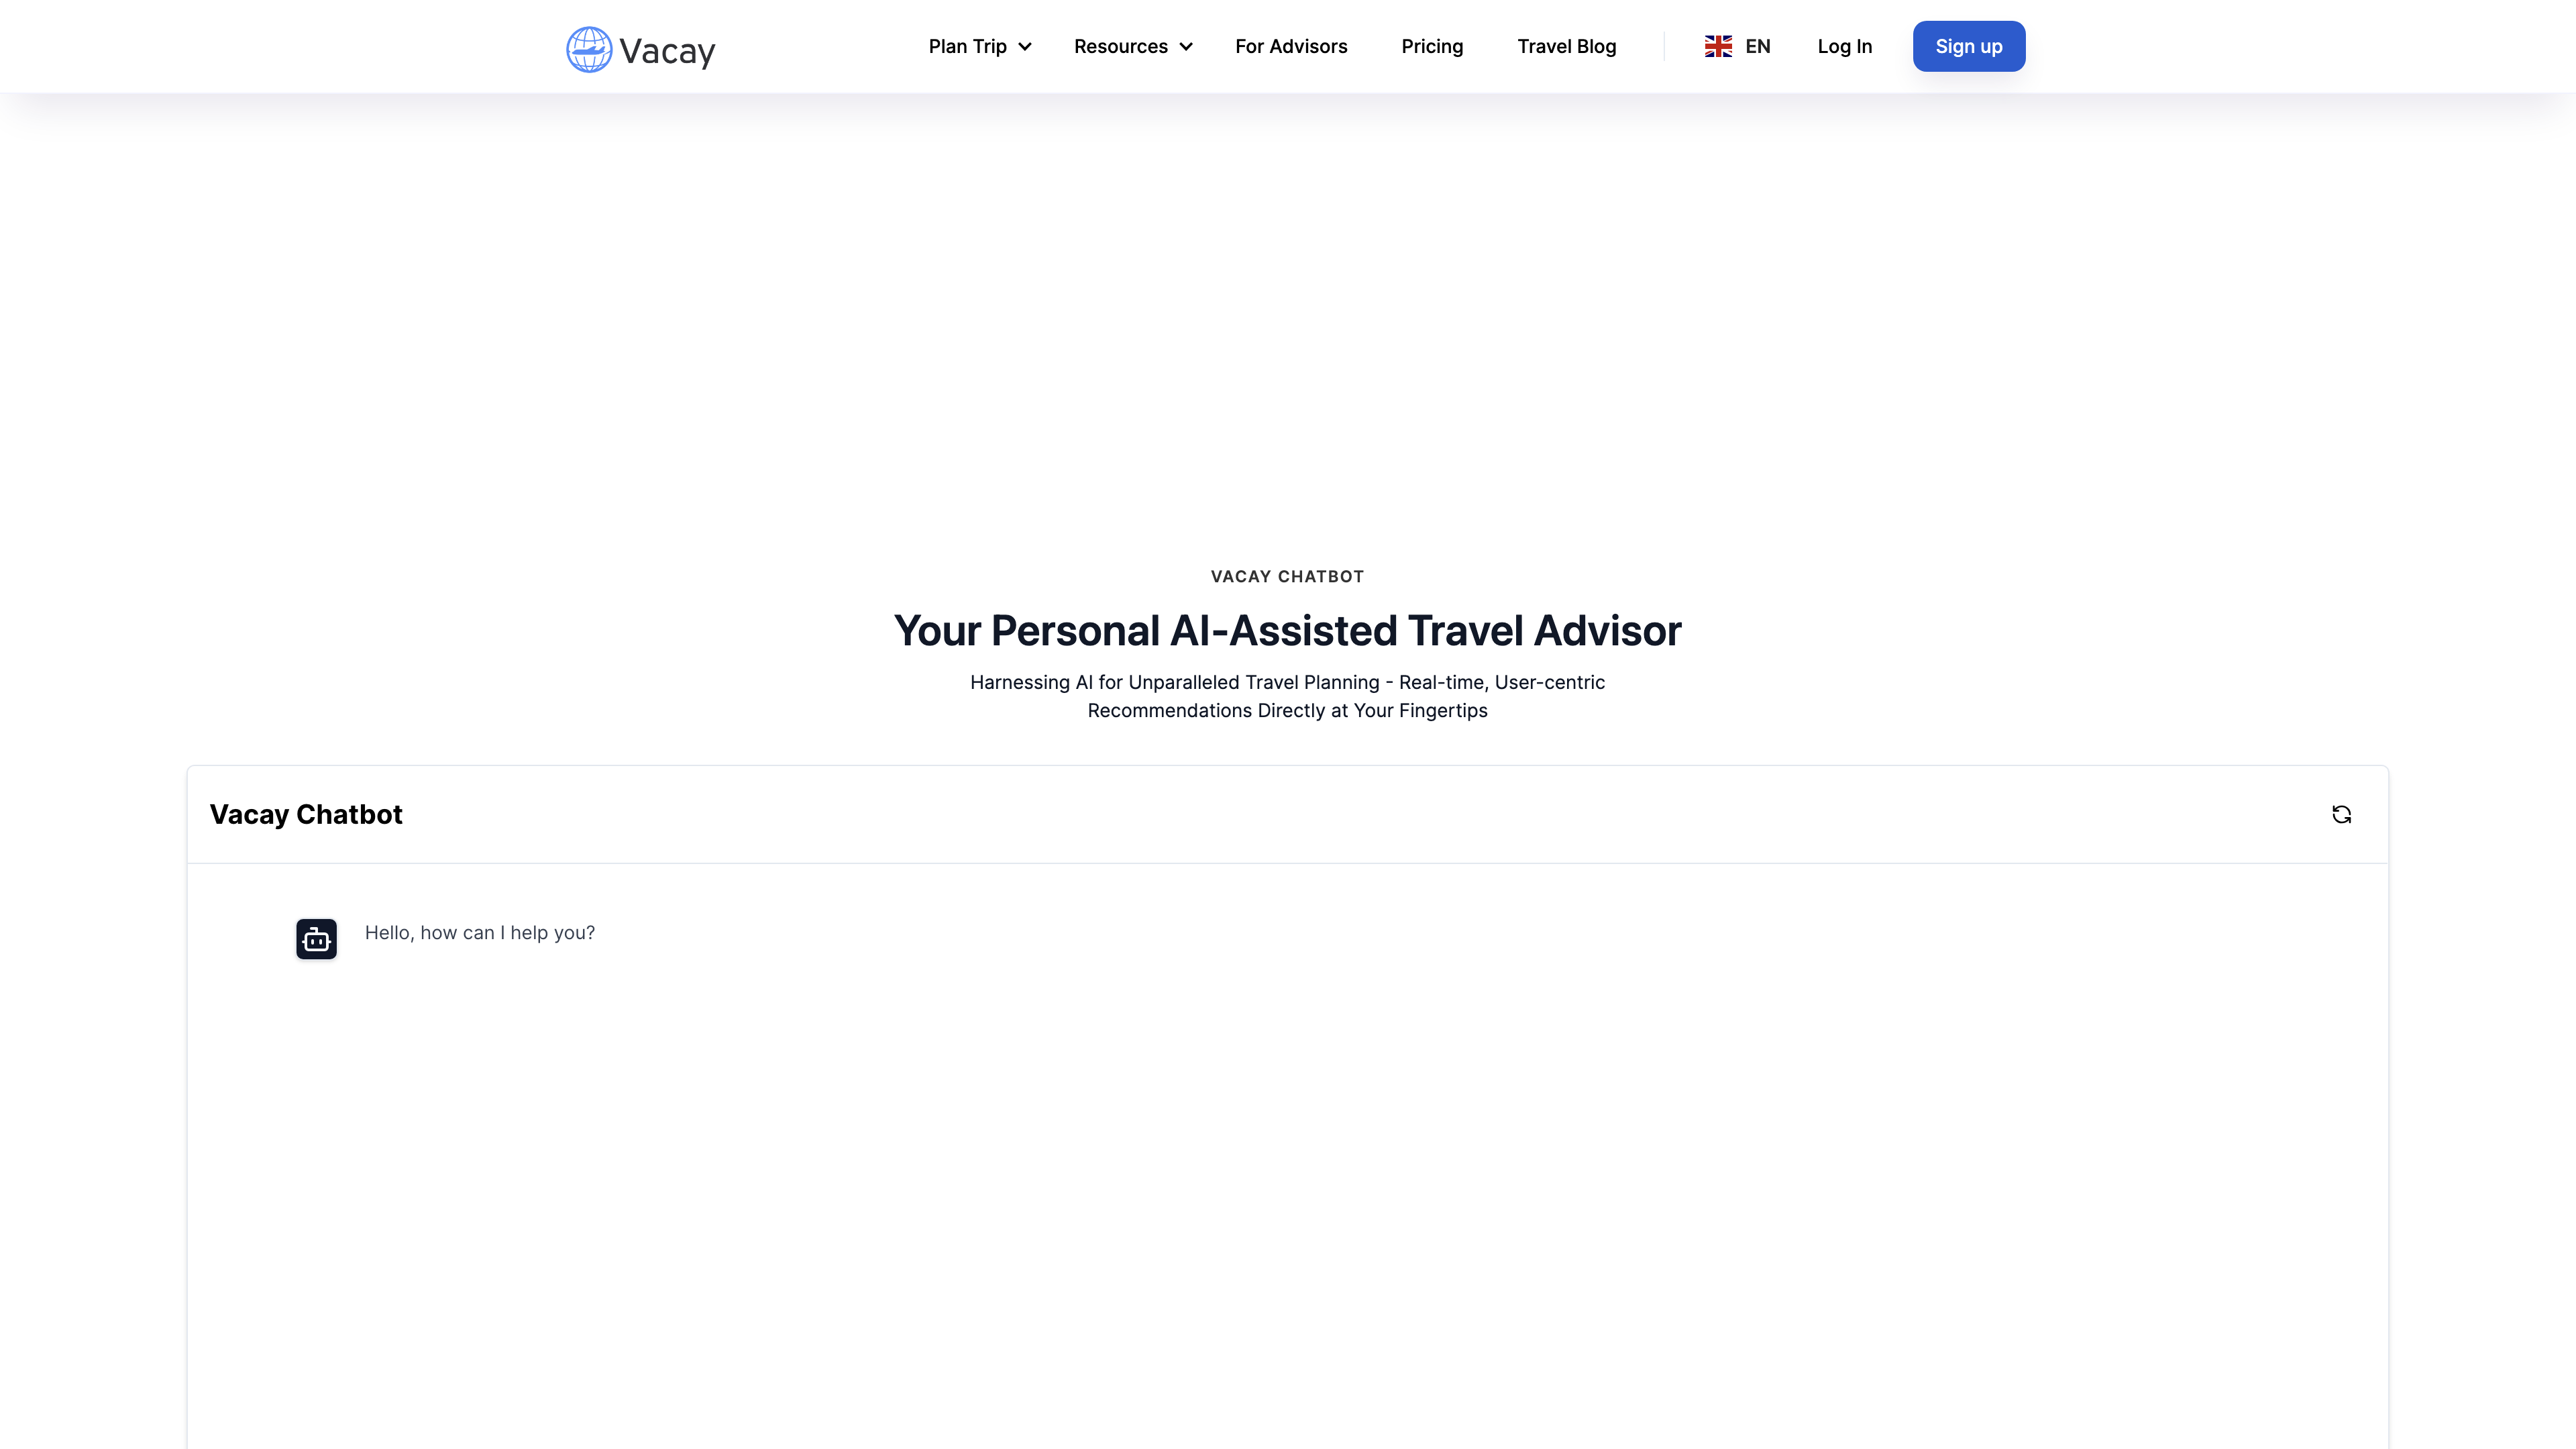 Vacay
Plan Trip
Resources
For Advisors
Pricing
Travel Blog
EN
Log In
Sign up
VACAY CHATBOT
Your Personal AI-Assisted Travel Advisor
Harnessing AI for Unparalleled Travel Planning - Real-time, User-centric
Recommendations Directly at Your Fingertips
Vacay Chatbot
Hello, how can I help you?